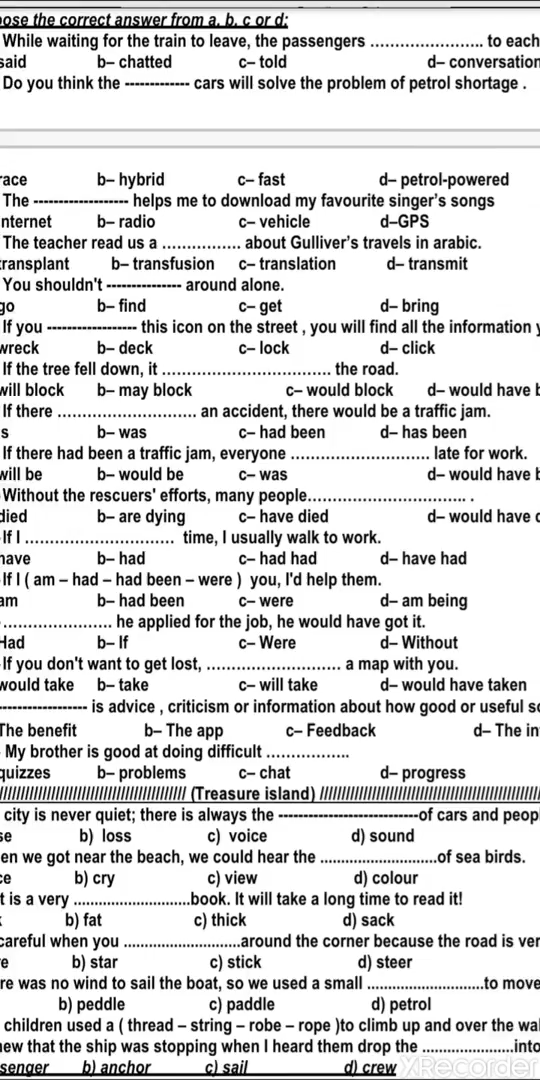 ose the correct answer from a, b, c or d:
While waiting for the train to leave, the passengers ...................... to each
said b– chatted c– told d– conversation
Do you think the ------------- cars will solve the problem of petrol shortage .
race b– hybrid c– fast d– petrol-powered
The ------------------- helps me to download my favourite singer's songs
nternet b– radio c– vehicle d–GPS
The teacher read us a ................ about Gulliver's travels in arabic.
transplant b– transfusion c– translation d– transmit
You shouldn't --------------- around alone.
go b– find c– get d– bring
If you ------------------ this icon on the street , you will find all the information y
wreck b– deck c– lock d– click
If the tree fell down, it .................................. the road.
will block b– may block c– would block d– would have b
If there ............................ an accident, there would be a traffic jam.
s b– was c– had been d– has been
If there had been a traffic jam, everyone ............................ late for work.
will be b– would be c– was d– would have b
Without the rescuers' efforts, many people................................ .
died b– are dying c– have died d– would have d
If I .............................. time, I usually walk to work.
have b– had c– had had d– have had
If I ( am – had – had been – were ) you, I'd help them.
am b– had been c– were d– am being
...................... he applied for the job, he would have got it.
Had b– If c– Were d– Without
If you don't want to get lost, ........................... a map with you.
would take b– take c– will take d– would have taken
------------------ is advice , criticism or information about how good or useful so
The benefit b– The app c– Feedback d– The in
My brother is good at doing difficult .................
quizzes b– problems c– chat d– progress
//////////////////////////////////////////// (Treasure island) ////////////////////////////////////////////
city is never quiet; there is always the -----------------------------of cars and peopl
se b) loss c) voice d) sound
en we got near the beach, we could hear the ............................of sea birds.
ce b) cry c) view d) colour
t is a very ............................book. It will take a long time to read it!
k b) fat c) thick d) sack
careful when you ............................around the corner because the road is ver
e b) star c) stick d) steer
re was no wind to sail the boat, so we used a small ............................to move
b) peddle c) paddle d) petrol
children used a ( thread – string – robe – rope )to climb up and over the wal
new that the ship was stopping when I heard them drop the ......................into
senger b) anchor c) sail d) crew
XRecorder